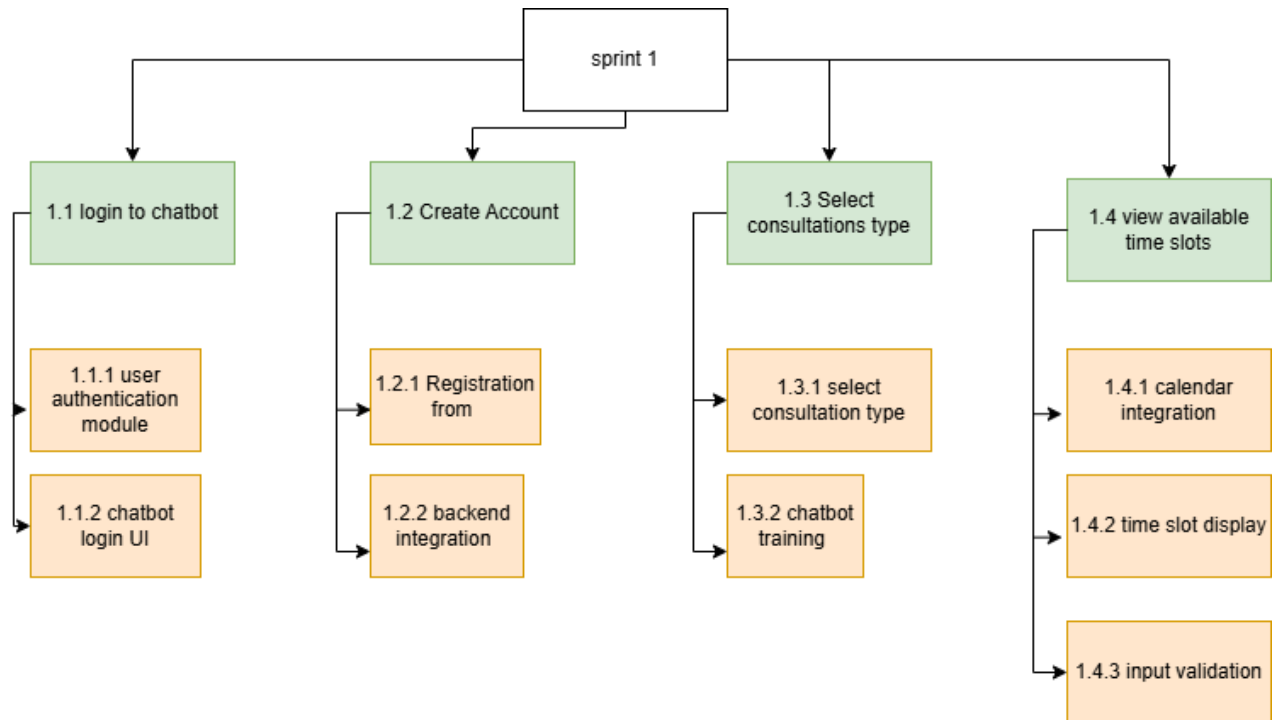 sprint 1
1.1 login to chatbot
1.2 Create Account
1.3 Select
consultations type
1.4 view available
time slots
1.1.1 user
authentication
module
1.2.1 Registration
from
1.3.1 select
consultation type
1.4.1 calendar
integration
1.1.2 chatbot
login UI
1.2.2 backend
integration
1.3.2 chatbot
training
1.4.2 time slot display
1.4.3 input validation